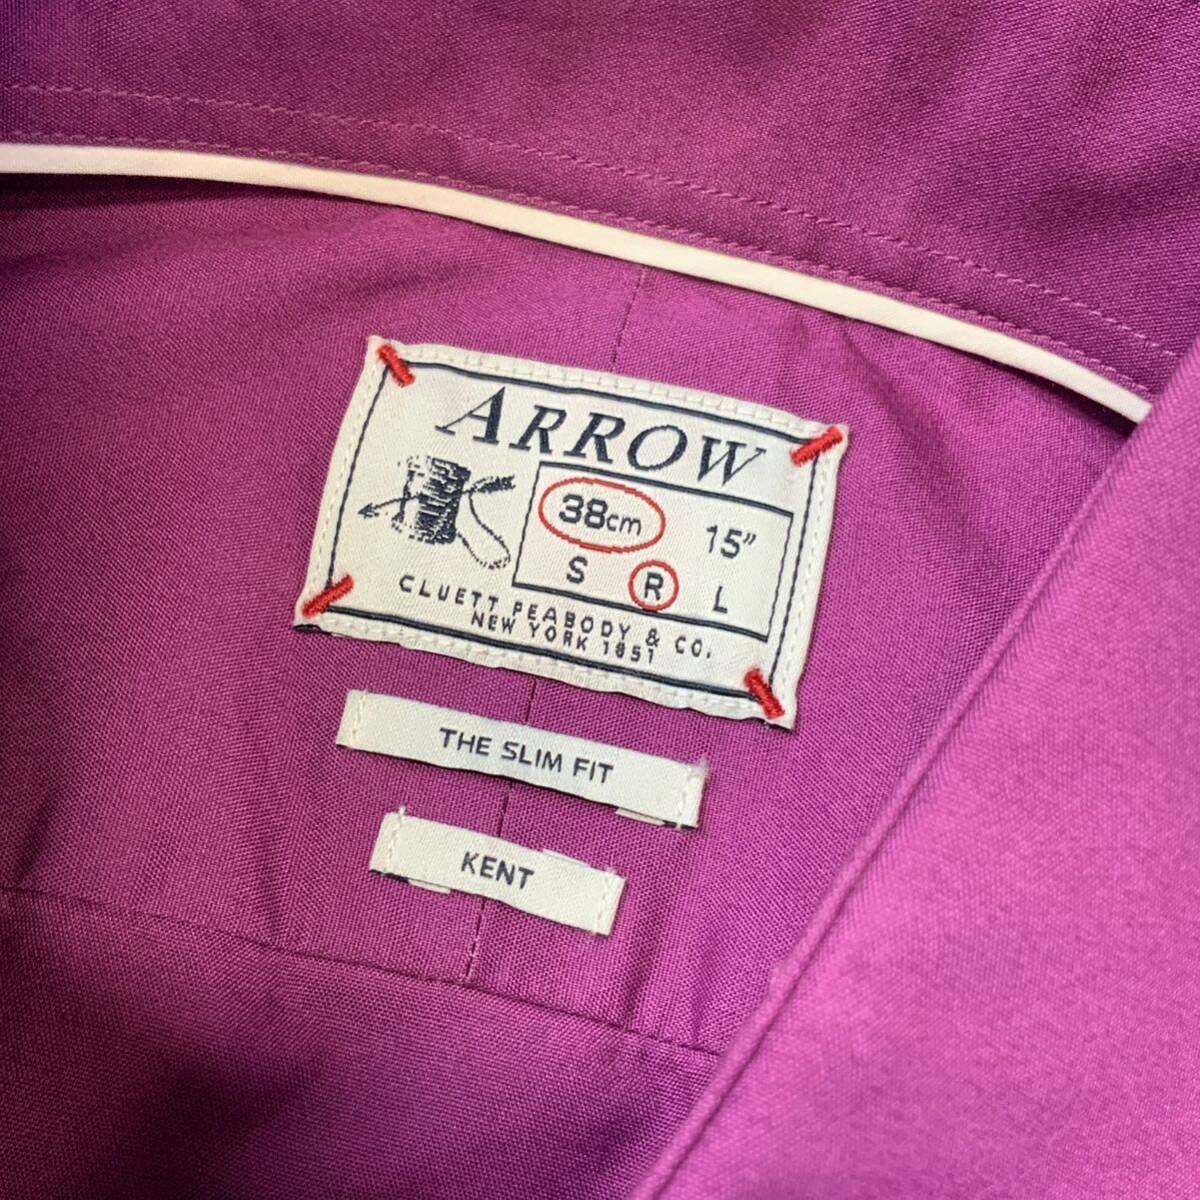 ARROW
38cm 15"
S R L
CLUETT PEABODY & CO.
NEW YORK 1851
THE SLIM FIT
KENT